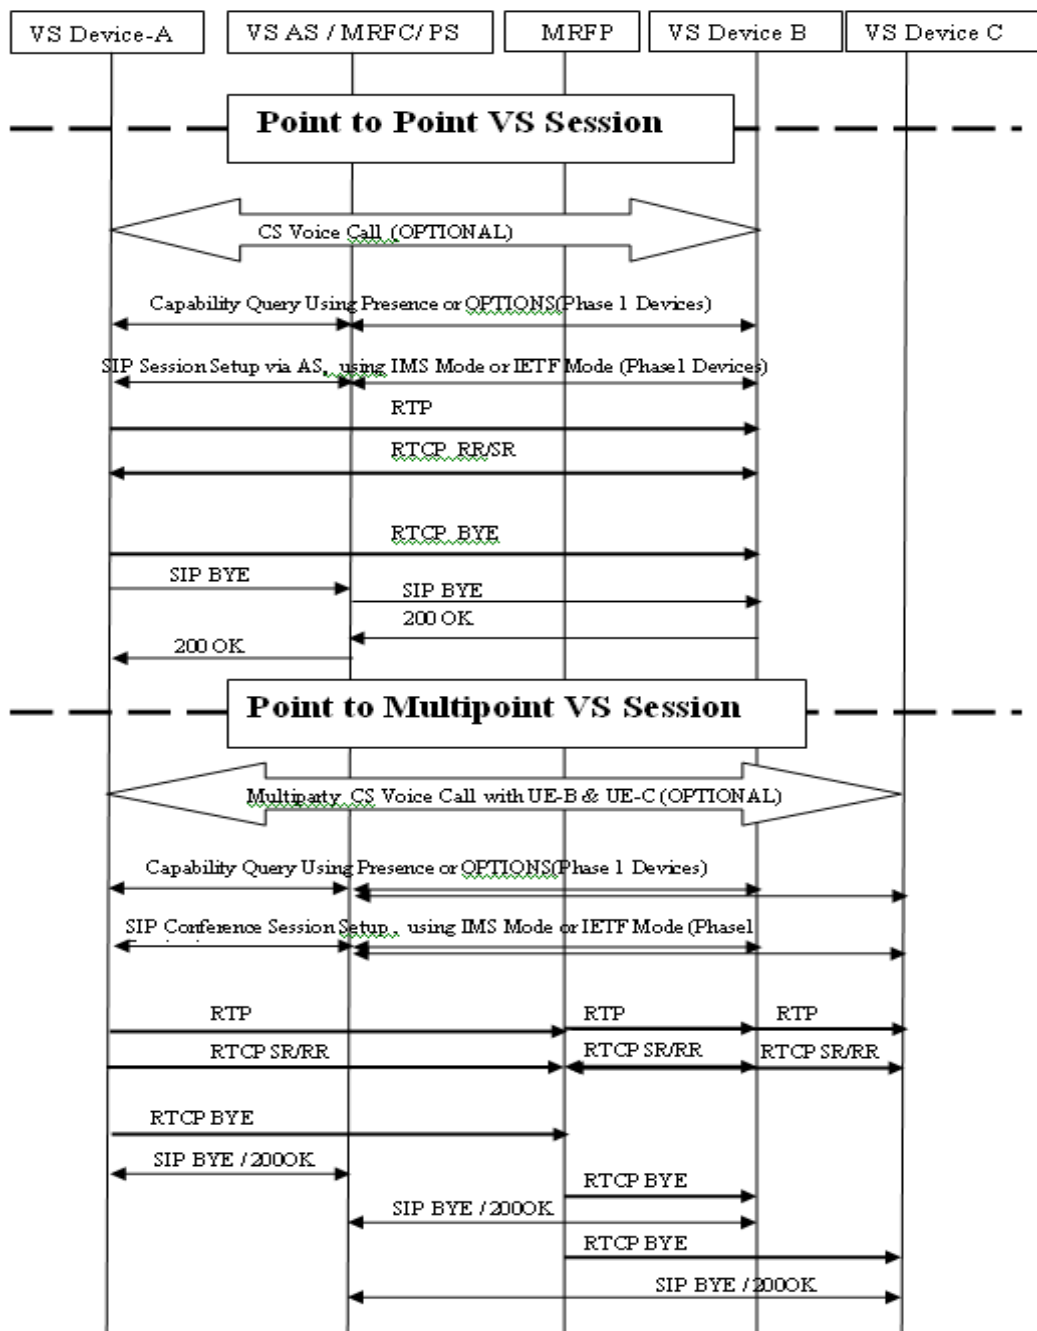 VS Device-A
VS AS / MRFC/ PS
MRFP
VS Device B
VS Device C
Point to Point VS Session
CS Voice Call (OPTIONAL)
Capability Query Using Presence or OPTIONS(Phase 1 Devices)
SIP Session Setup via AS, using IMS Mode or IETF Mode (Phase1 Devices)
RTP
RTCP RR/SR
RTCP BYE
SIP BYE
SIP BYE
200 OK
200 OK
Point to Multipoint VS Session
Multiparty CS Voice Call with UE-B & UE-C (OPTIONAL)
Capability Query Using Presence or OPTIONS(Phase 1 Devices)
SIP Conference Session Setup, using IMS Mode or IETF Mode (Phase1
RTP
RTP
RTP
RTCP SR/RR
RTCP SR/RR
RTCP SR/RR
RTCP BYE
SIP BYE / 200OK
RTCP BYE
SIP BYE / 200OK
RTCP BYE
SIP BYE / 200OK